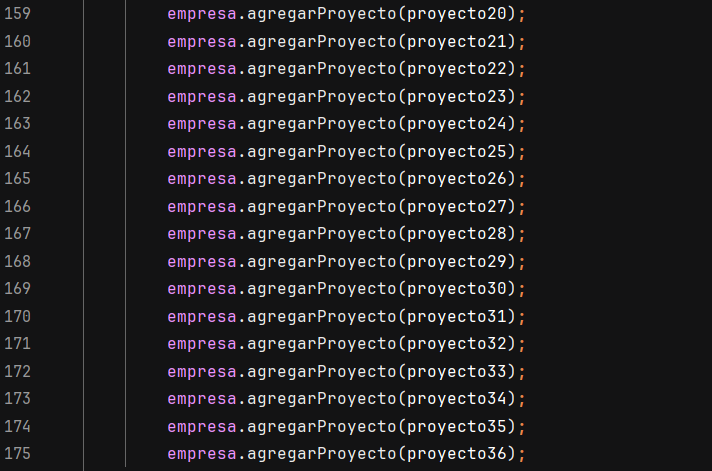 159 empresa.agregarProyecto(proyecto20);
160 empresa.agregarProyecto(proyecto21);
161 empresa.agregarProyecto(proyecto22);
162 empresa.agregarProyecto(proyecto23);
163 empresa.agregarProyecto(proyecto24);
164 empresa.agregarProyecto(proyecto25);
165 empresa.agregarProyecto(proyecto26);
166 empresa.agregarProyecto(proyecto27);
167 empresa.agregarProyecto(proyecto28);
168 empresa.agregarProyecto(proyecto29);
169 empresa.agregarProyecto(proyecto30);
170 empresa.agregarProyecto(proyecto31);
171 empresa.agregarProyecto(proyecto32);
172 empresa.agregarProyecto(proyecto33);
173 empresa.agregarProyecto(proyecto34);
174 empresa.agregarProyecto(proyecto35);
175 empresa.agregarProyecto(proyecto36);